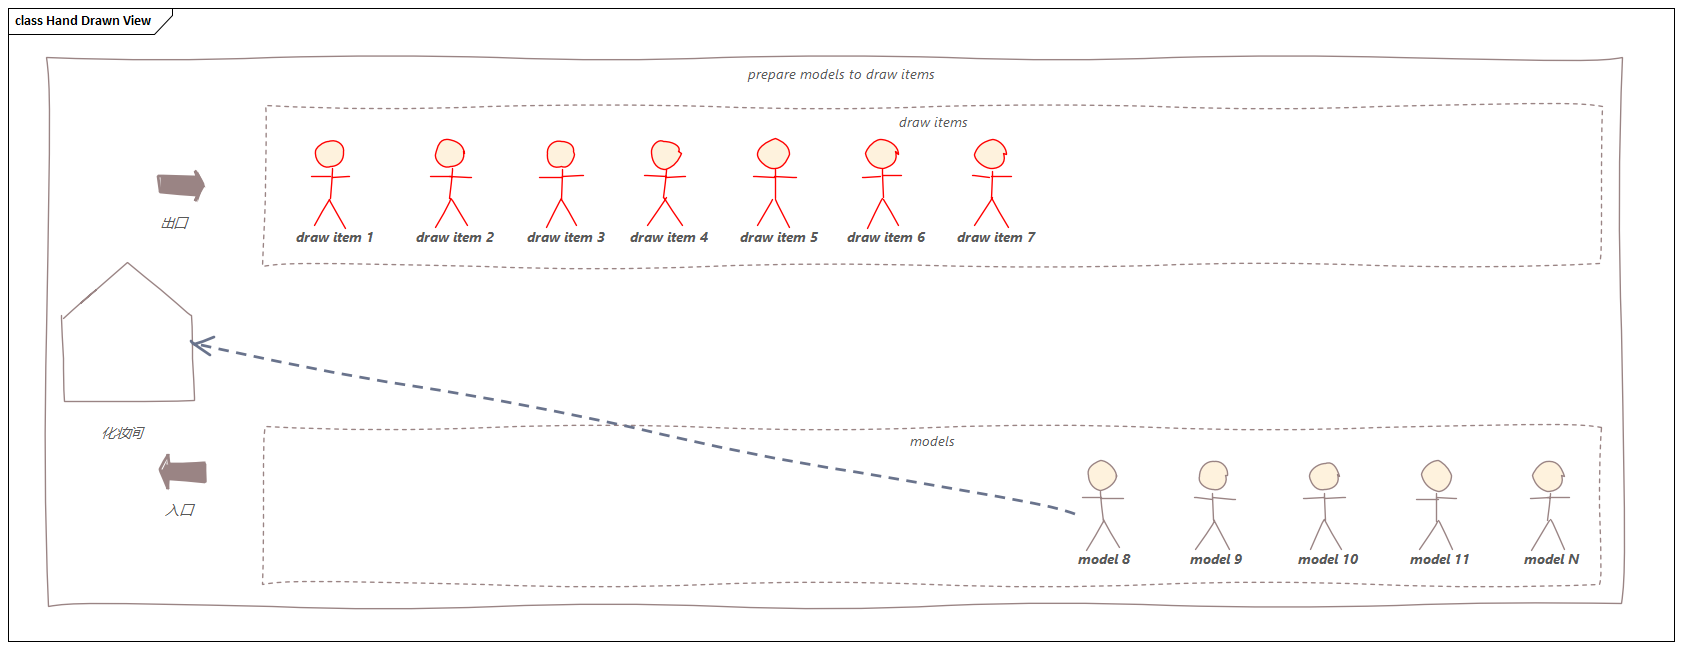 class Hand Drawn View
prepare models to draw items
draw items
draw item 1
draw item 2
draw item 3
draw item 4
draw item 5
draw item 6
draw item 7
出口
化妆间
models
入口
model 8
model 9
model 10
model 11
model N